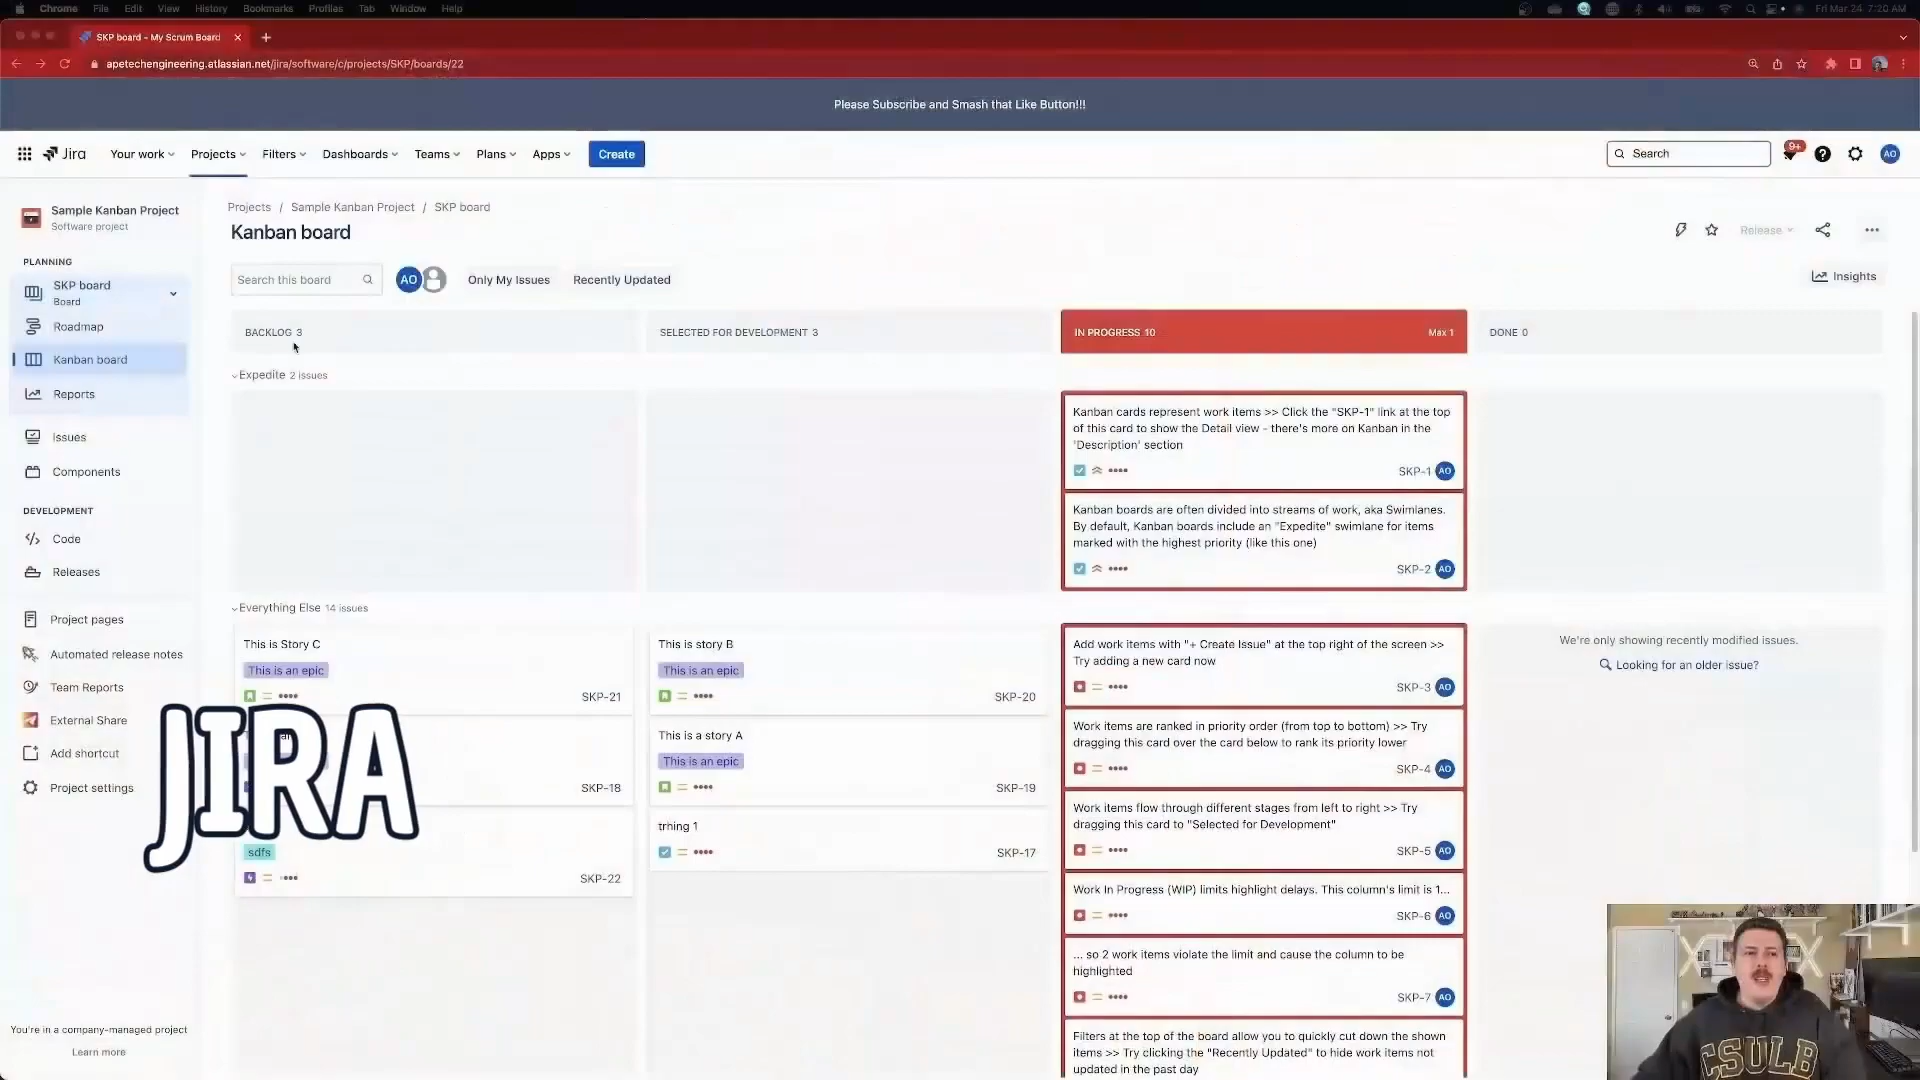 Chrome File Edit View History Bookmarks Profiles Tab Window Help
Fri Mar 24 7:20 AM
SKP board - My Scrum Board
apetechengineering.atlassian.net/jira/software/c/projects/SKP/boards/22
Please Subscribe and Smash that Like Button!!!
Jira Your work Projects Filters Dashboards Teams Plans Apps Create
Search
9+
AO
Sample Kanban Project
Software project
PLANNING
SKP board
Board
Roadmap
Kanban board
Reports
Issues
Components
DEVELOPMENT
Code
Releases
Project pages
Automated release notes
Team Reports
External Share
Add shortcut
Project settings
You're in a company-managed project
Learn more
JIRA
Projects / Sample Kanban Project / SKP board
Kanban board
Release
Search this board
AO
Only My Issues
Recently Updated
Insights
BACKLOG 3
SELECTED FOR DEVELOPMENT 3
IN PROGRESS 10
Max 1
DONE 0
Expedite 2 issues
Kanban cards represent work items >> Click the "SKP-1" link at the top
of this card to show the Detail view - there's more on Kanban in the
'Description' section
SKP-1 AO
Kanban boards are often divided into streams of work, aka Swimlanes.
By default, Kanban boards include an "Expedite" swimlane for items
marked with the highest priority (like this one)
SKP-2 AO
Everything Else 14 issues
This is Story C
This is an epic
SKP-21
SKP-18
sdfs
SKP-22
This is story B
This is an epic
SKP-20
This is a story A
This is an epic
SKP-19
trhing 1
SKP-17
Add work items with "+ Create Issue" at the top right of the screen >>
Try adding a new card now
SKP-3 AO
Work items are ranked in priority order (from top to bottom) >> Try
dragging this card over the card below to rank its priority lower
SKP-4 AO
Work items flow through different stages from left to right >> Try
dragging this card to "Selected for Development"
SKP-5 AO
Work In Progress (WIP) limits highlight delays. This column's limit is 1...
SKP-6 AO
... so 2 work items violate the limit and cause the column to be
highlighted
SKP-7 AO
Filters at the top of the board allow you to quickly cut down the shown
items >> Try clicking the "Recently Updated" to hide work items not
updated in the past day
We're only showing recently modified issues.
Looking for an older issue?
CSULB